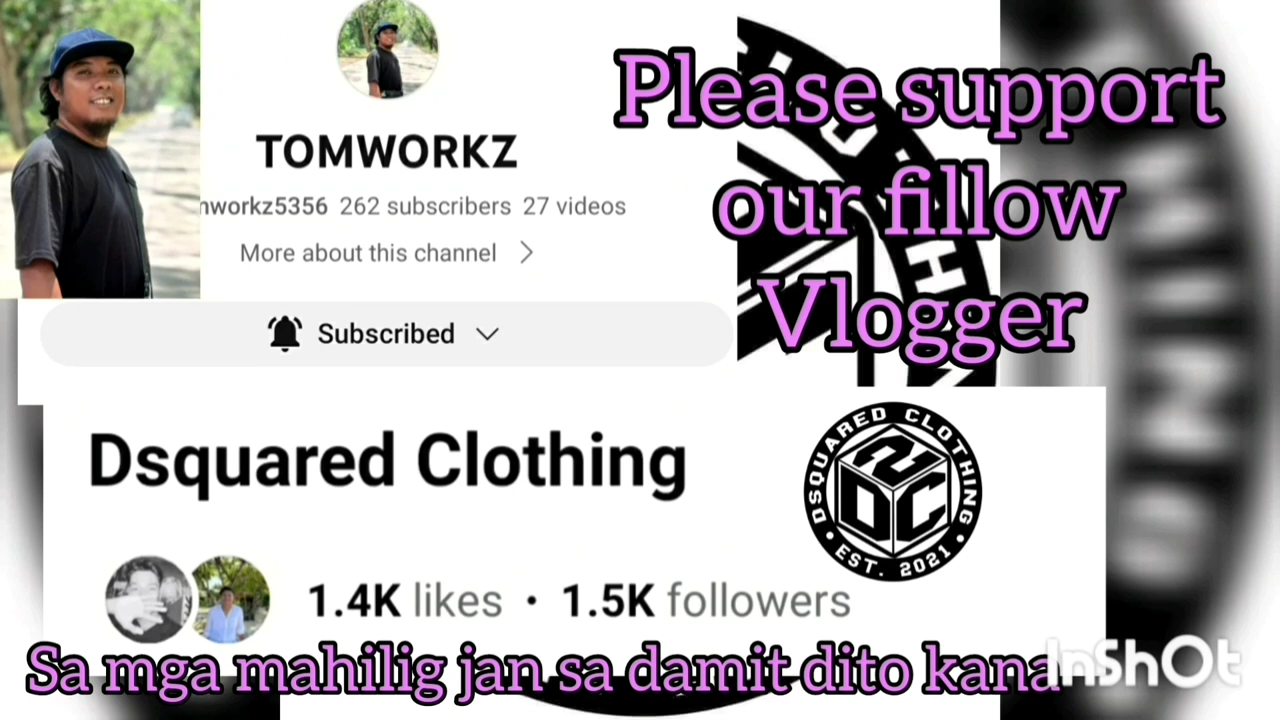 Please support
our fillow
Vlogger
TOMWORKZ
nworkz5356 262 subscribers 27 videos
More about this channel
Subscribed
Dsquared Clothing
DSQUARED CLOTHING
2 D C
• EST. 2021 •
1.4K likes • 1.5K followers
Sa mga mahilig jan sa damit dito kana
InShOt